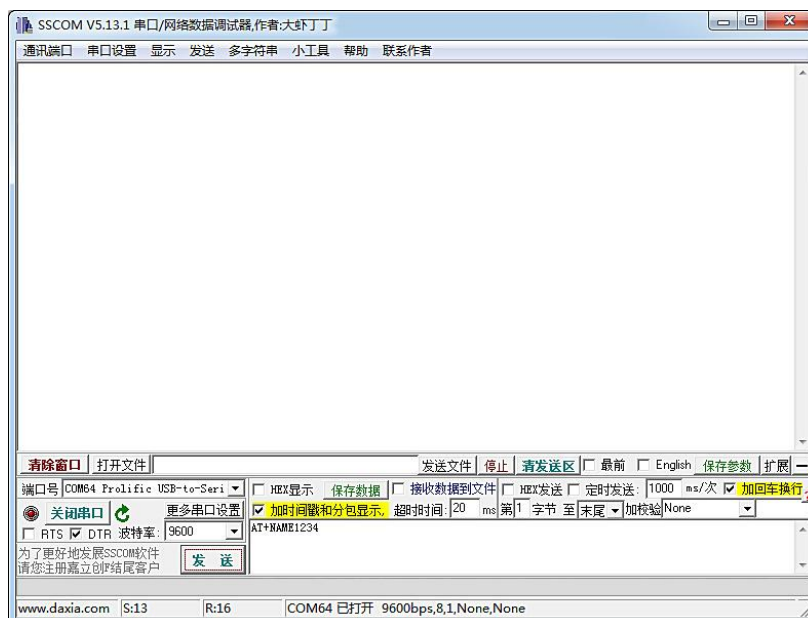 SSCOM V5.13.1 串口/网络数据调试器,作者:大虾丁丁
通讯端口 串口设置 显示 发送 多字符串 小工具 帮助 联系作者
清除窗口 打开文件 发送文件 停止 清发送区 最前 English 保存参数 扩展 —
端口号 COM64 Prolific USB-to-Seri HEX显示 保存数据 接收数据到文件 HEX发送 定时发送: 1000 ms/次 加回车换行
关闭串口 更多串口设置 加时间戳和分包显示, 超时时间: 20 ms 第1 字节 至 末尾 加校验 None
RTS DTR 波特率: 9600 AT+NAME1234
为了更好地发展SSCOM软件
请您注册嘉立创F结尾客户
发 送
www.daxia.com S:13 R:16 COM64 已打开 9600bps,8,1,None,None